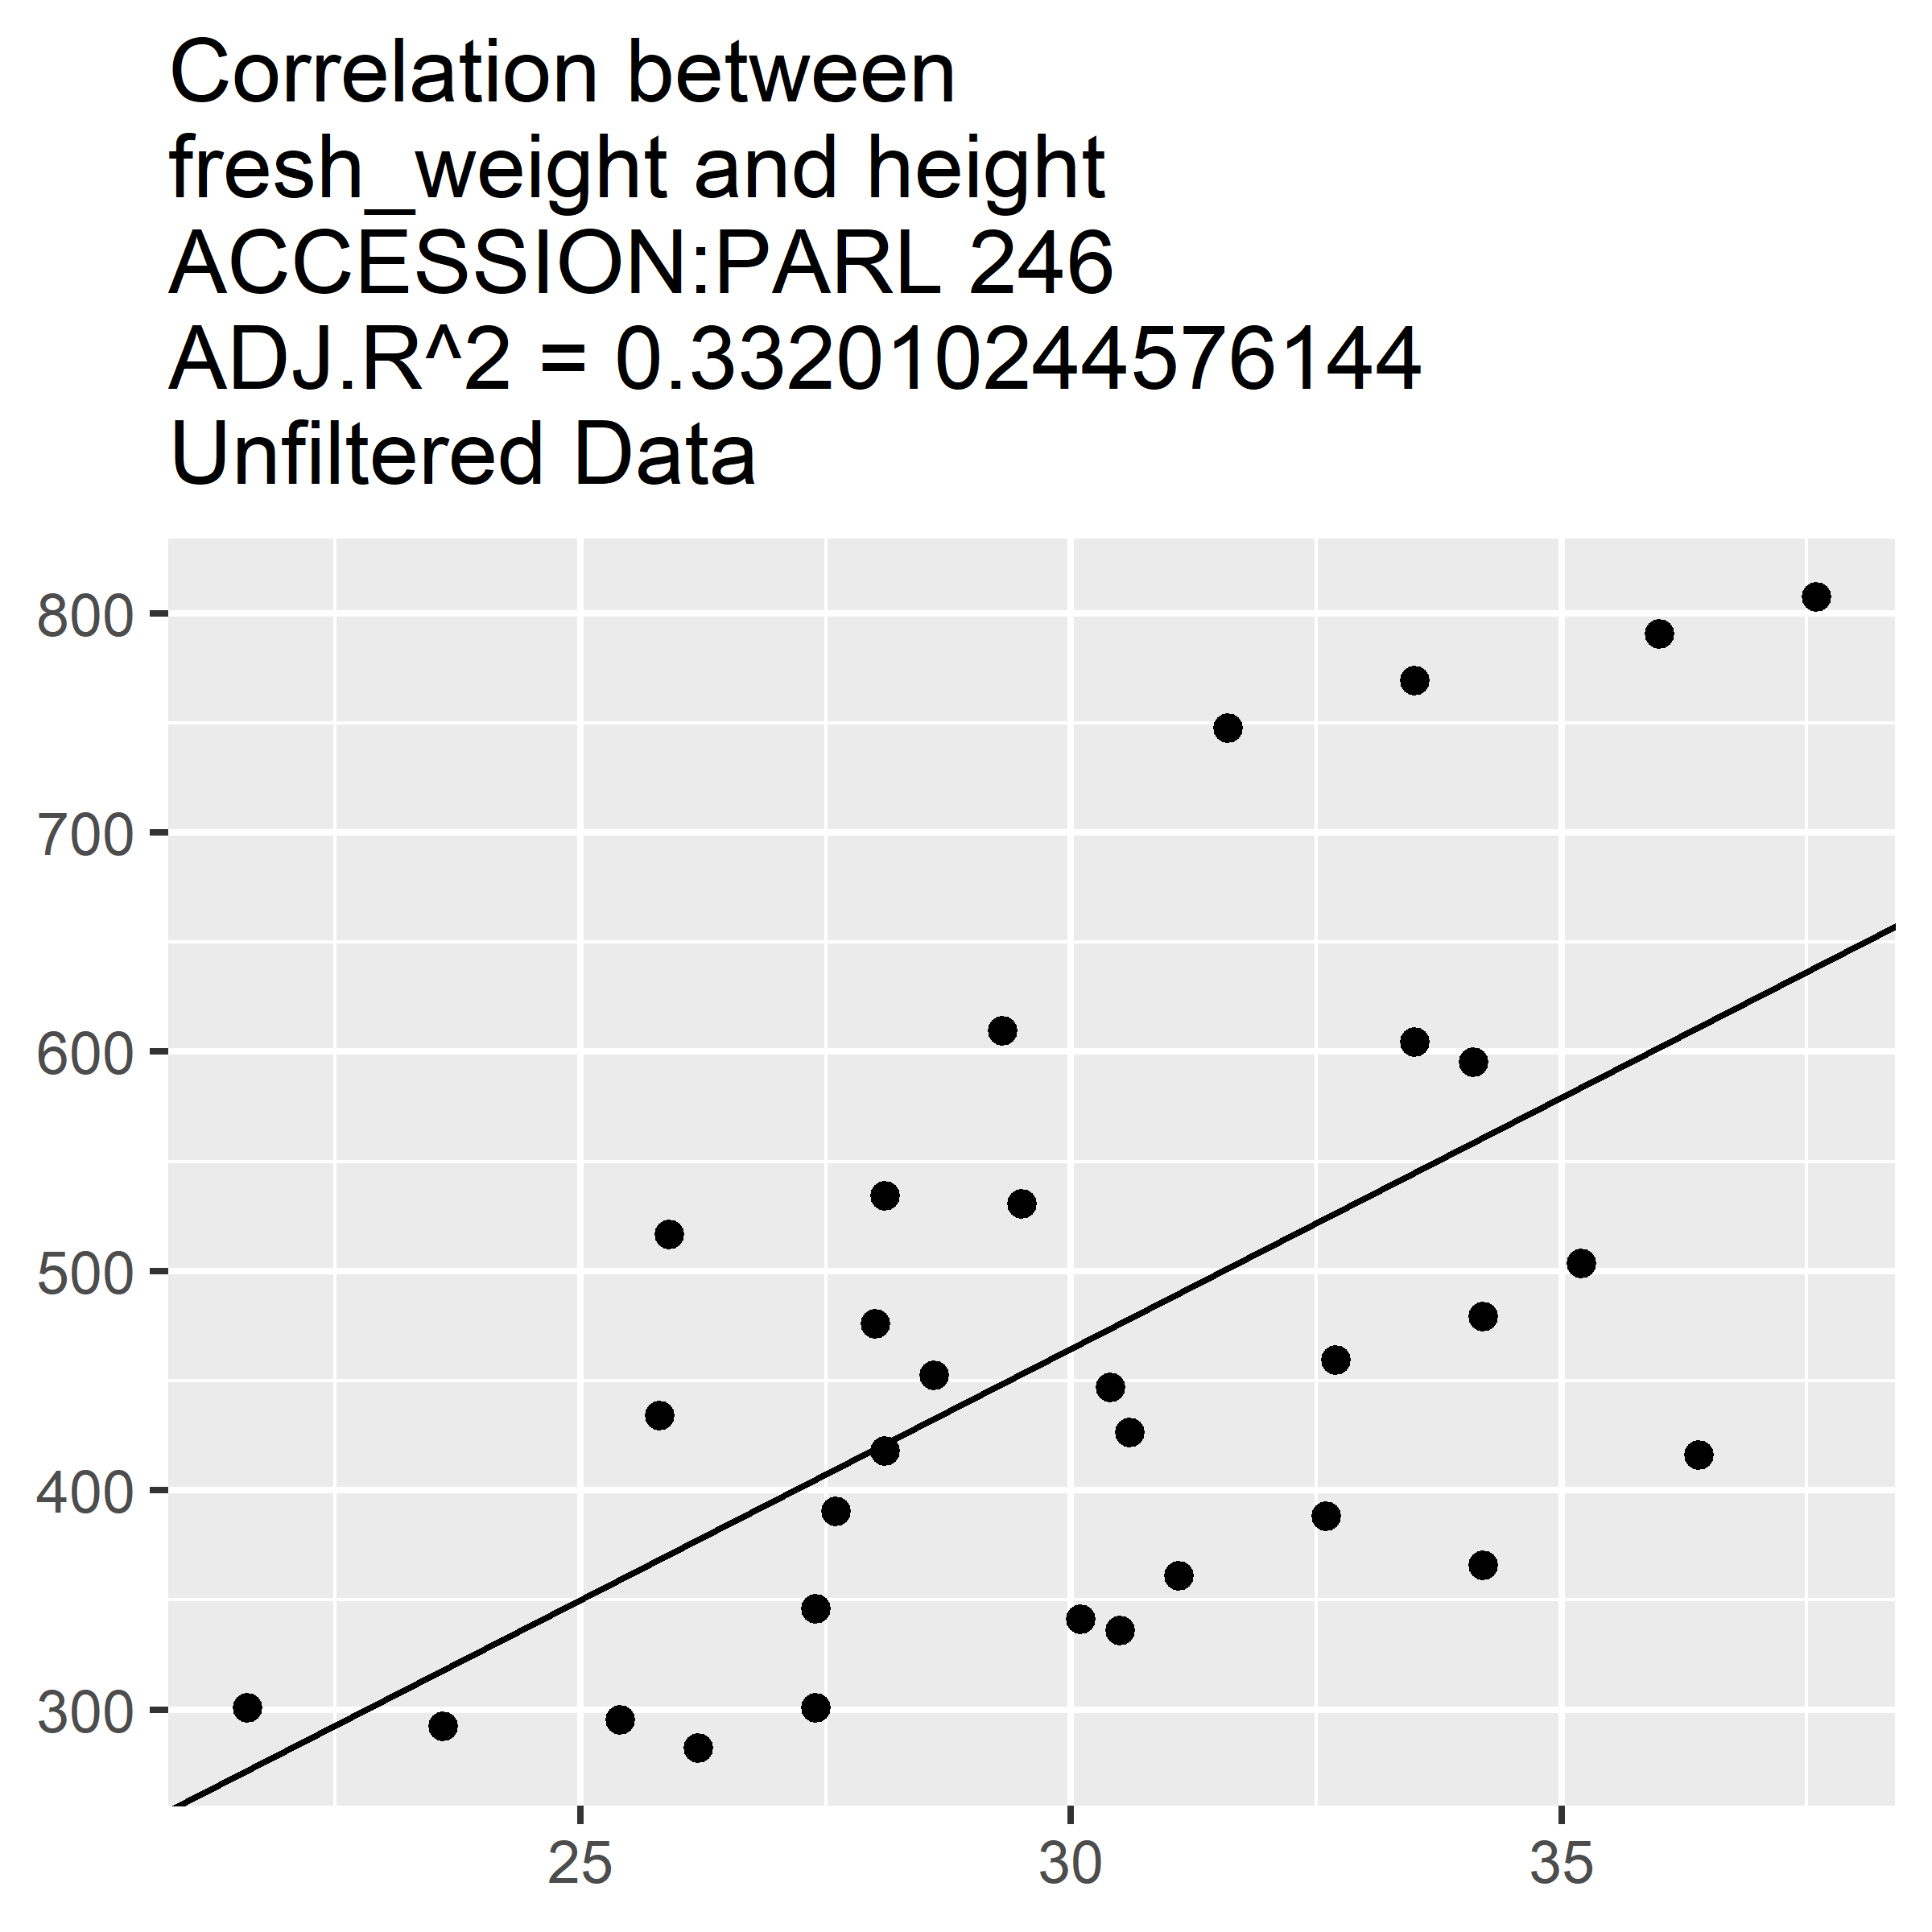 Correlation between
fresh_weight and height
ACCESSION:PARL 246
ADJ.R^2 = 0.332010244576144
Unfiltered Data
800
700
600
500
400
300
25 30 35